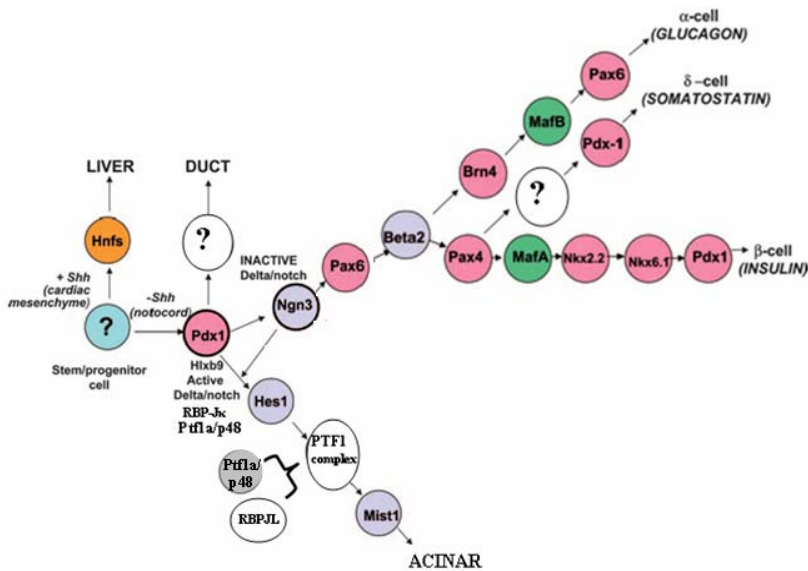 α-cell
(GLUCAGON)
Pax6
δ-cell
(SOMATOSTATIN)
MafB
Pdx-1
LIVER
DUCT
Brn4
?
Hnfs
?
Beta2
INACTIVE
Delta/notch
Pax6
Pax4
MafA
Nkx2.2
Nkx6.1
Pdx1
β-cell
(INSULIN)
+ Shh
(cardiac
mesenchyme)
-Shh
(notocord)
Ngn3
?
Pdx1
Stem/progenitor
cell
Hlxb9
Active
Delta/notch
RBP-Jκ
Ptf1a/p48
Hes1
PTF1
complex
Ptf1a/
p48
RBPJL
Mist1
ACINAR